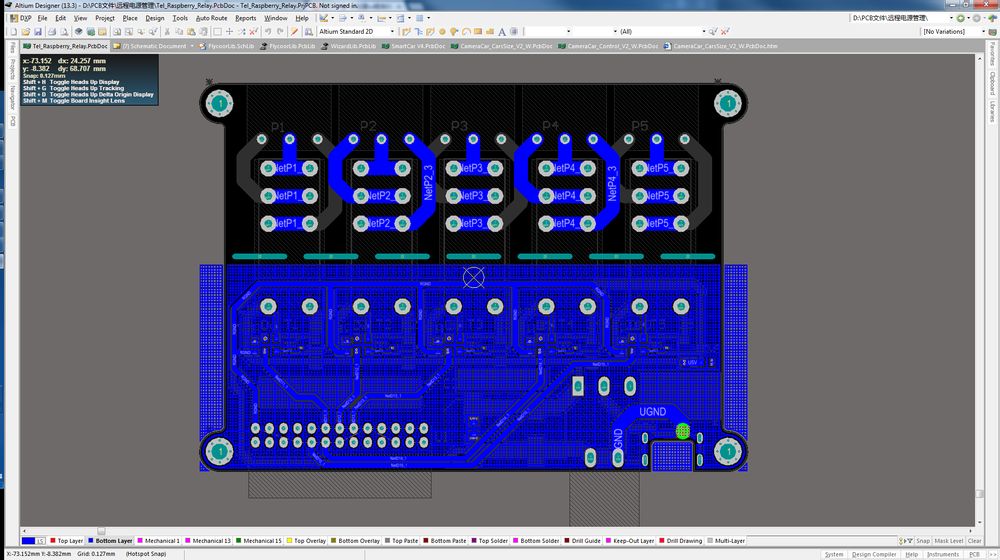 Altium Designer (13.3) - D:\PCB文件\远程电源管理\Tel_Raspberry_Relay.PcbDoc - Tel_Raspberry_Relay.PrjPCB. Not signed in.
DXP File Edit View Project Place Design Tools Auto Route Reports Window Help
D:\PCB文件\远程电源管理\
Altium Standard 2D
(All)
[No Variations]
Tel_Raspberry_Relay.PcbDoc
(7) Schematic Document
FlycoorLib.SchLib
FlycoorLib.PcbLib
WizardLib.PcbLib
SmartCar V4.PcbDoc
CameraCar_CarsSize_V2_W.PcbDoc
CameraCar_Control_V2_W.PcbDoc
CameraCar_CarsSize_V2_W.PcbDoc.htm
Files
Projects
Navigator
PCB
Favorites
Clipboard
Libraries
x:-73.152 dx: 24.257 mm
y: -8.382 dy: 68.707 mm
Snap: 0.127mm
Shift + H Toggle Heads Up Display
Shift + G Toggle Heads Up Tracking
Shift + D Toggle Heads Up Delta Origin Display
Shift + M Toggle Board Insight Lens
1
1
P1 P2 P3 P4 P5
NetP1_ NetP3_ NetP4_ NetP5_
NetP2_3
NetP4_3
NetP1_ NetP2_ NetP3_ NetP4_ NetP5_
NetP1_ NetP2_ NetP3_ NetP4_ NetP5_
RGND
UGND
1
1
LS
Top Layer
Bottom Layer
Mechanical 1
Mechanical 13
Mechanical 15
Top Overlay
Bottom Overlay
Top Paste
Bottom Paste
Top Solder
Bottom Solder
Drill Guide
Keep-Out Layer
Drill Drawing
Multi-Layer
Snap
Mask Level
Clear
X:-73.152mm Y:-8.382mm Grid: 0.127mm (Hotspot Snap)
System Design Compiler Help Instruments PCB >>